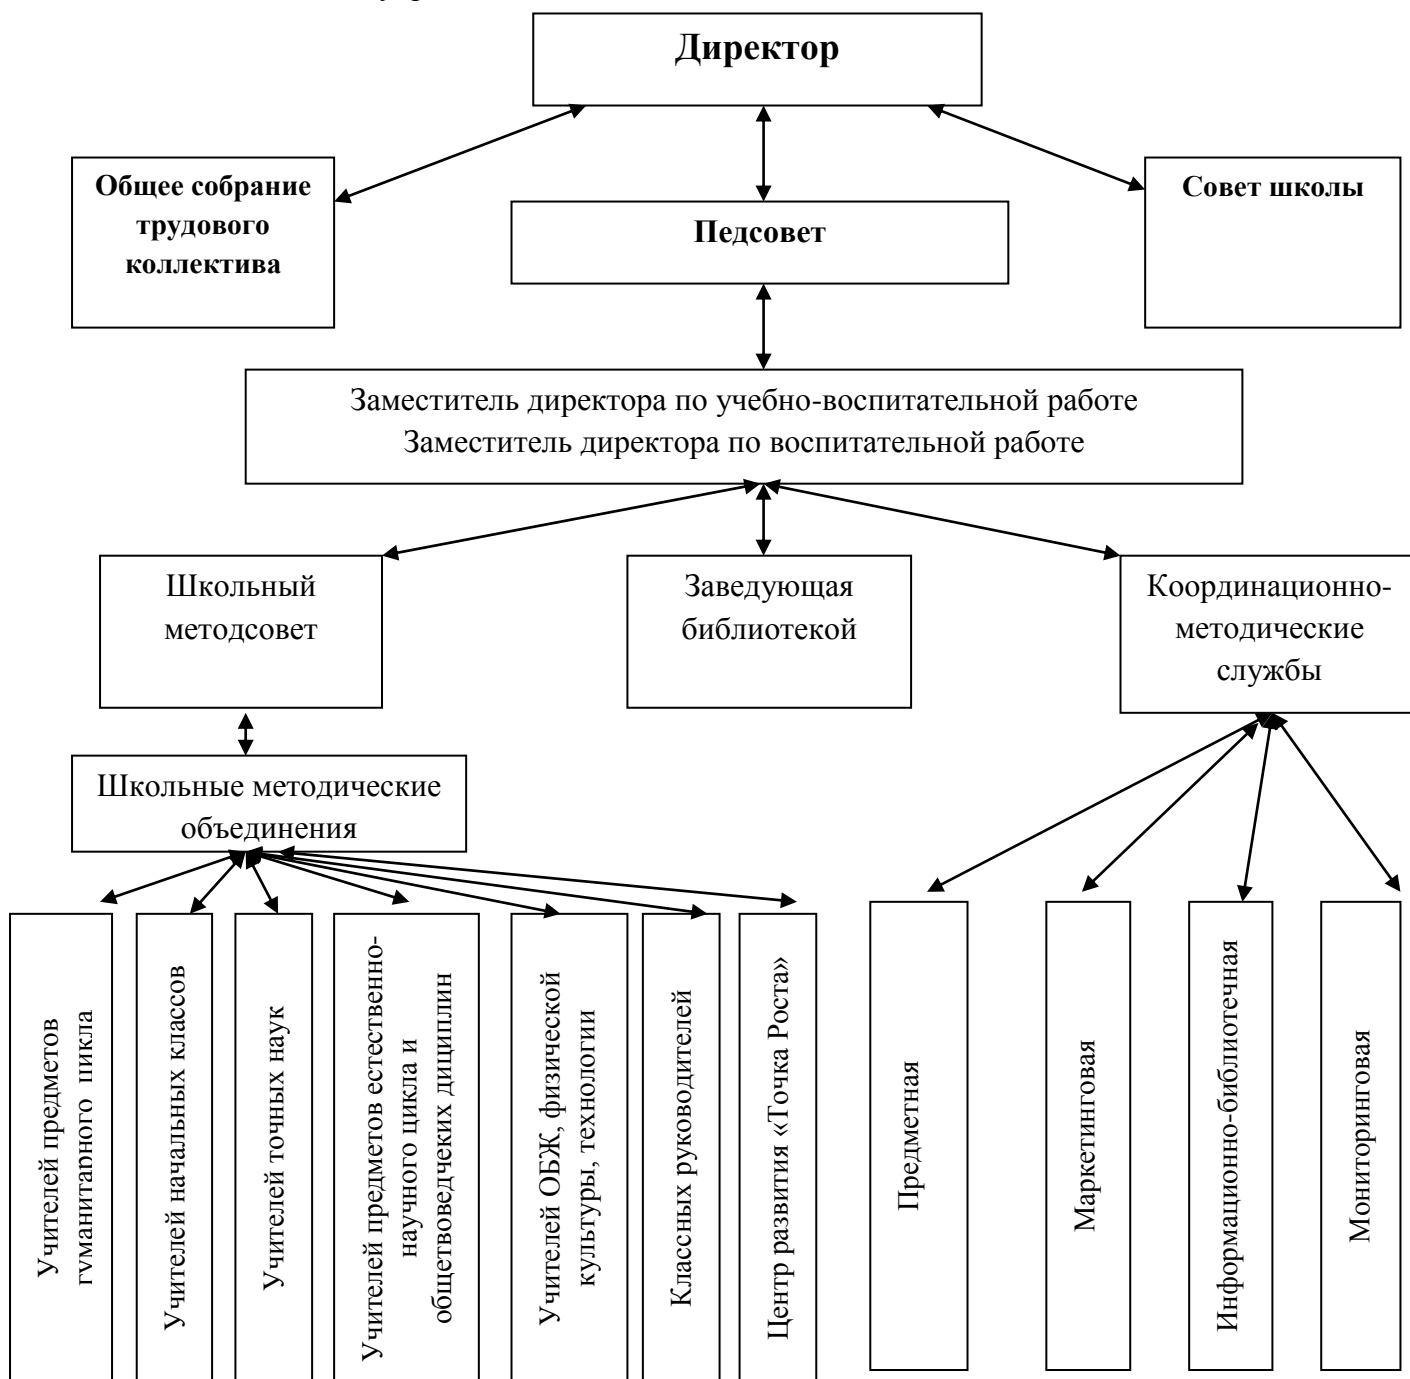 Директор
Общее собрание
трудового
коллектива
Педсовет
Совет школы
Заместитель директора по учебно-воспитательной работе
Заместитель директора по воспитательной работе
Школьный
методсовет
Заведующая
библиотекой
Координационно-
методические
службы
Школьные методические
объединения
Учителей предметов
гуманитарного цикла
Учителей начальных классов
Учителей точных наук
Учителей предметов естественно-
научного цикла и
общетвоведчеких дициплин
Учителей ОБЖ, физической
культуры, технологии
Классных руководителей
Центр развития «Точка Роста»
Предметная
Маркетинговая
Информационно-библиотечная
Мониторинговая